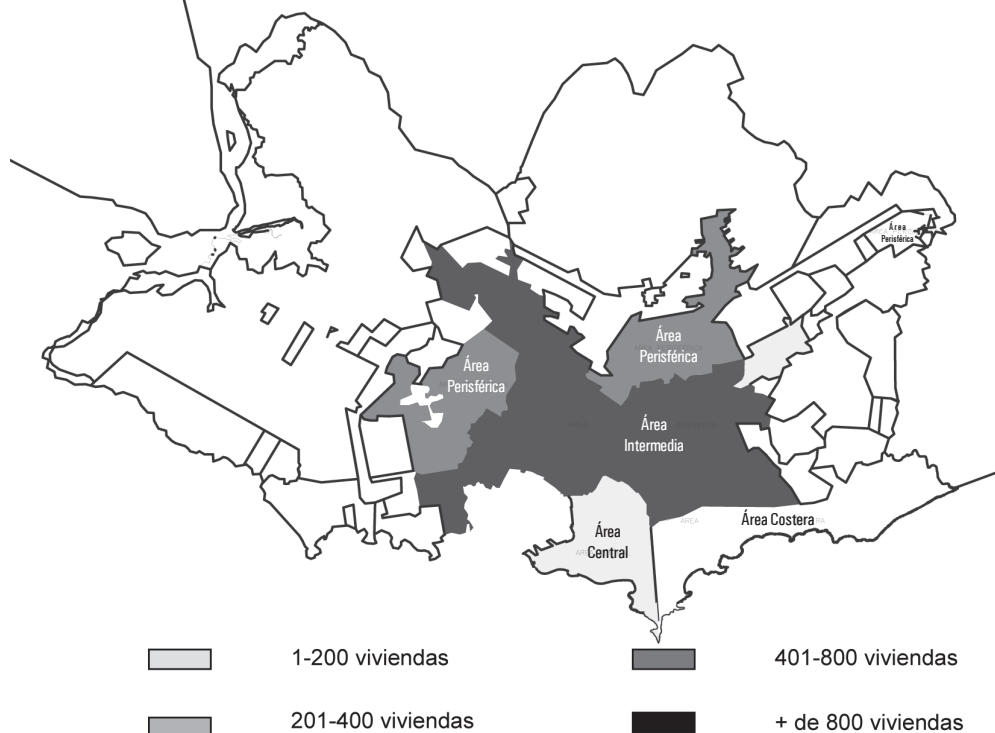 Área
Perisférica
Área
Perisférica
Área
Perisférica
Área
Intermedia
Área Costera
Área
Central
1-200 viviendas
401-800 viviendas
201-400 viviendas
+ de 800 viviendas